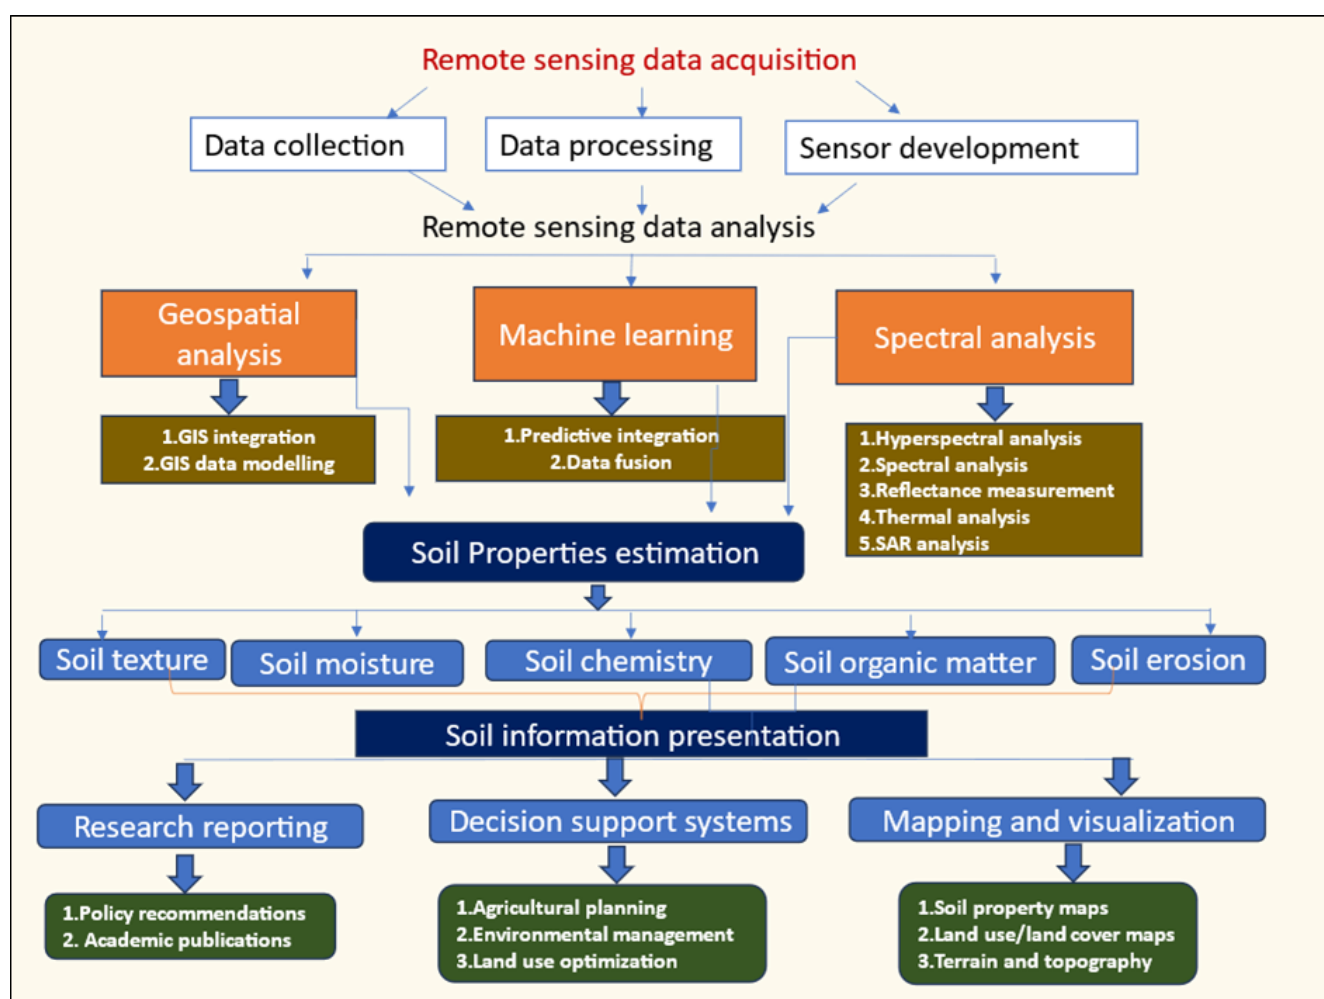 Remote sensing data acquisition
Data collection
Data processing
Sensor development
Remote sensing data analysis
Geospatial
analysis
Machine learning
Spectral analysis
1.GIS integration
2.GIS data modelling
1.Predictive integration
2.Data fusion
1.Hyperspectral analysis
2.Spectral analysis
3.Reflectance measurement
4.Thermal analysis
5.SAR analysis
Soil Properties estimation
Soil texture
Soil moisture
Soil chemistry
Soil organic matter
Soil erosion
Soil information presentation
Research reporting
Decision support systems
Mapping and visualization
1.Policy recommendations
2. Academic publications
1.Agricultural planning
2.Environmental management
3.Land use optimization
1.Soil property maps
2.Land use/land cover maps
3.Terrain and topography